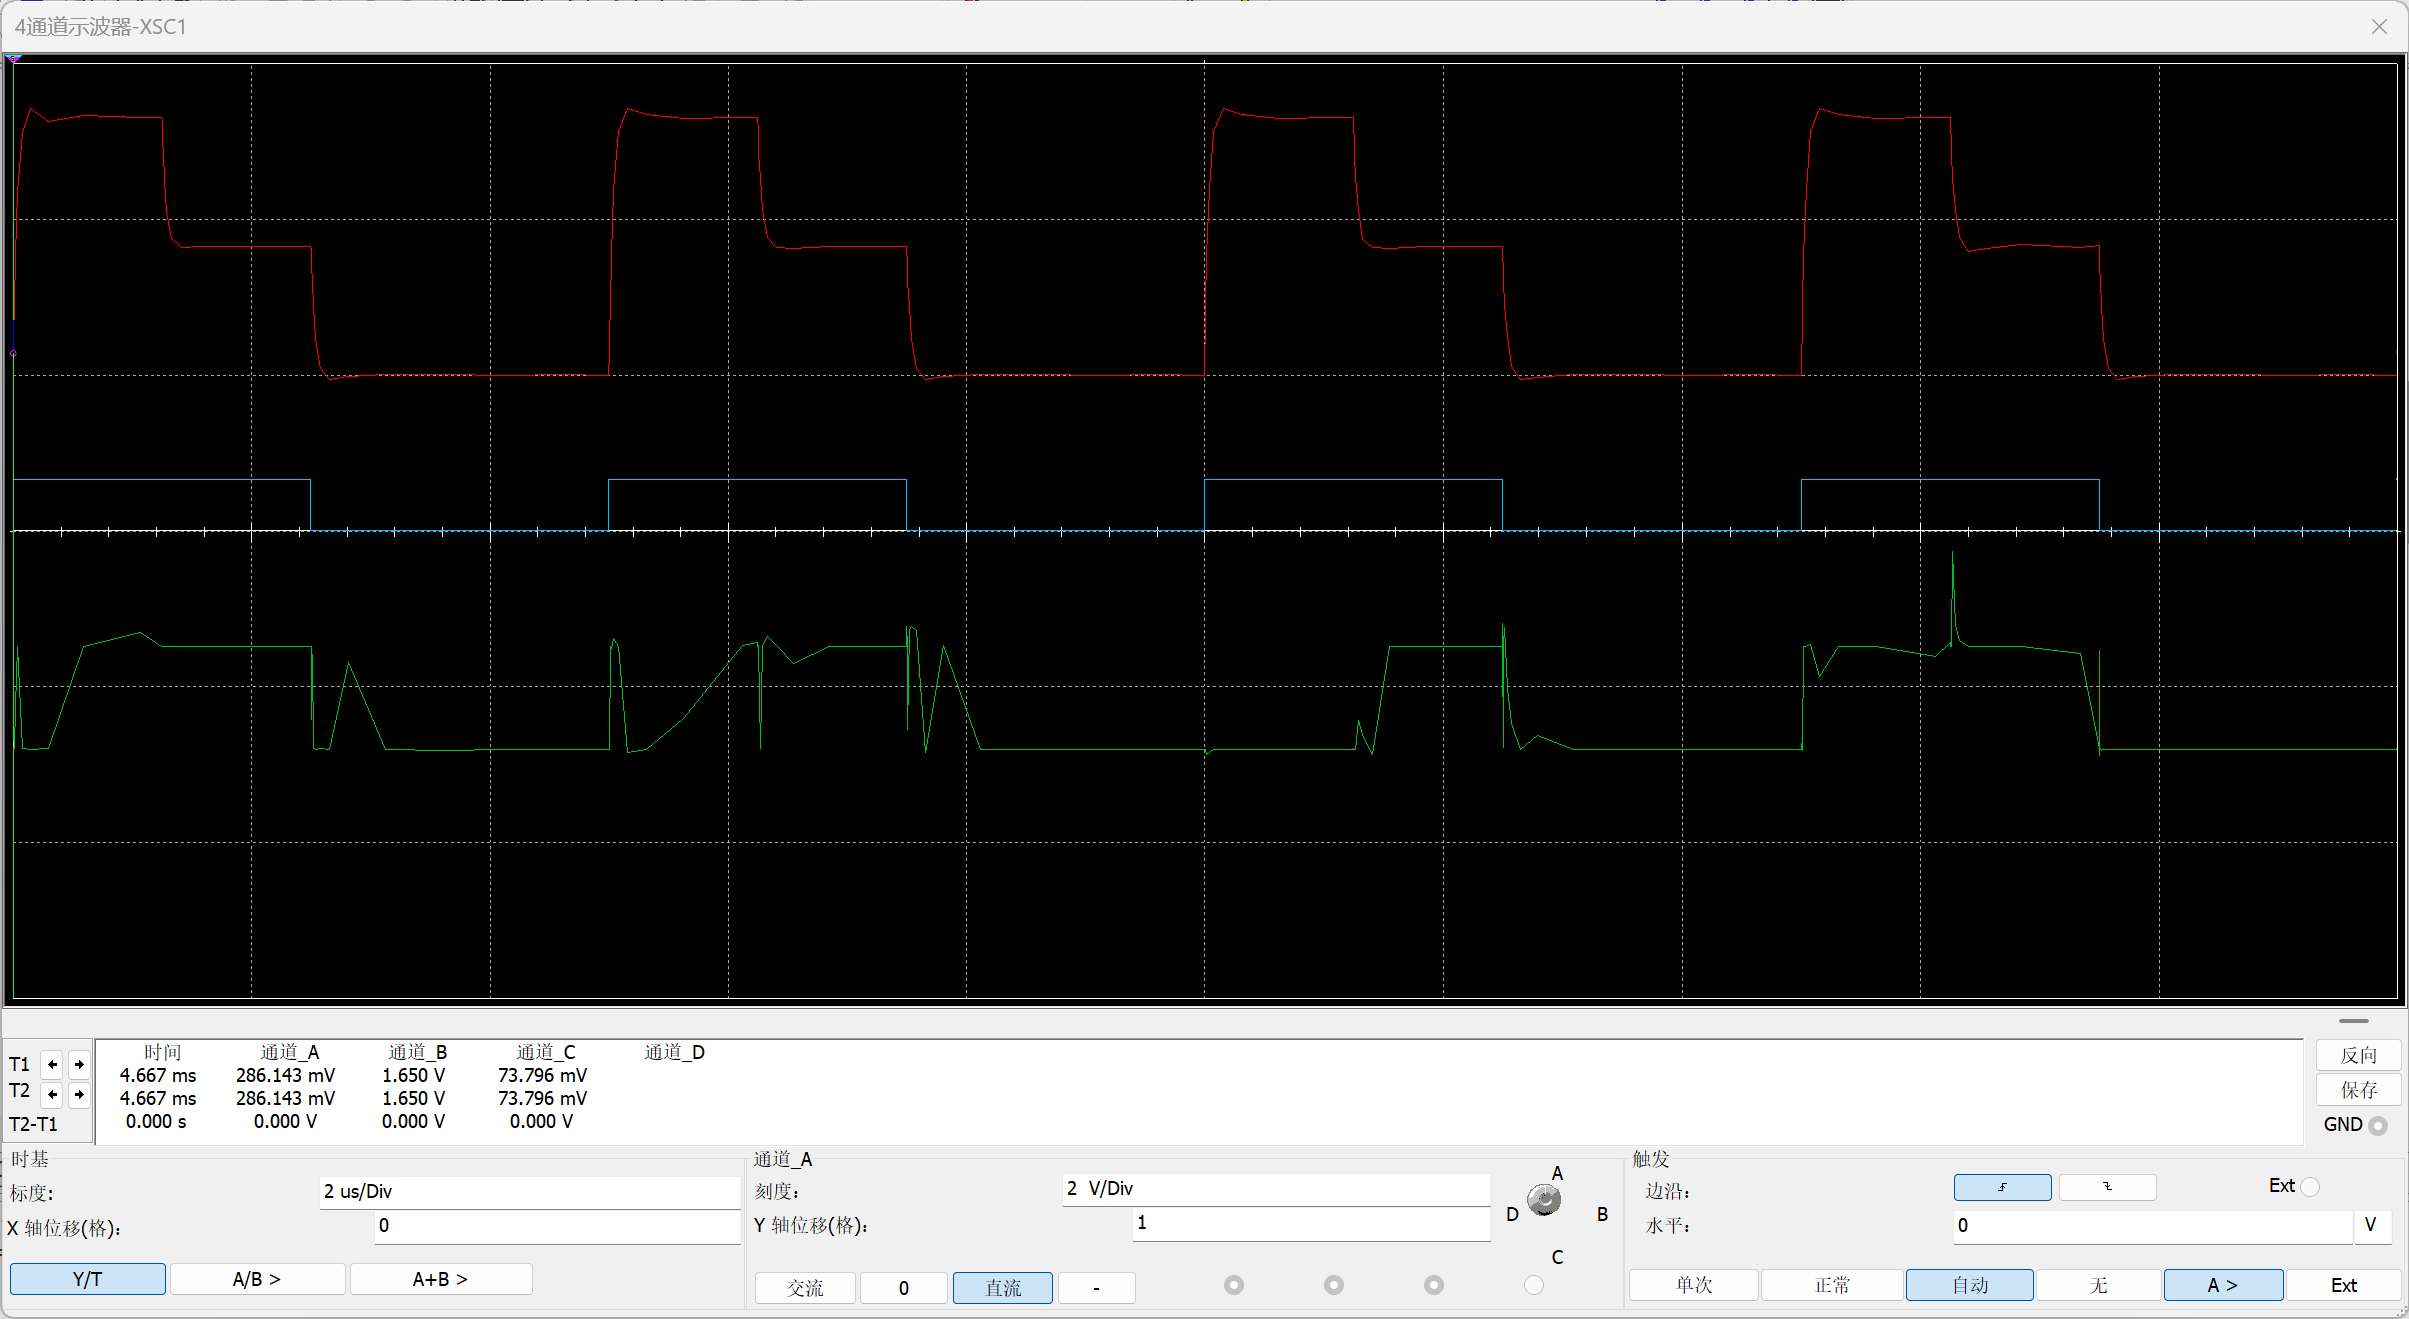 4通道示波器-XSC1
时间 通道_A 通道_B 通道_C 通道_D
T1 4.667 ms 286.143 mV 1.650 V 73.796 mV
T2 4.667 ms 286.143 mV 1.650 V 73.796 mV
T2-T1 0.000 s 0.000 V 0.000 V 0.000 V
反向
保存
GND
时基
标度: 2 us/Div
X 轴位移(格): 0
Y/T A/B > A+B >
通道_A
刻度: 2 V/Div
Y 轴位移(格): 1
交流 0 直流 -
A
D B
C
触发
边沿: Ext
水平: 0 V
单次 正常 自动 无 A > Ext